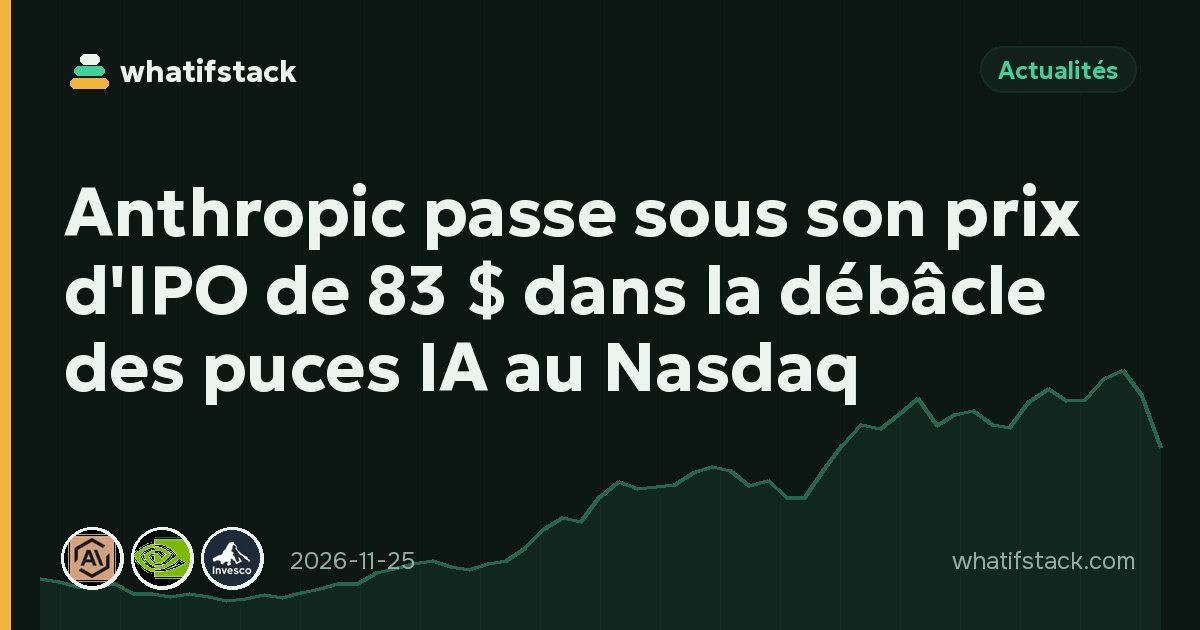 whatifstack
Actualités
Anthropic passe sous son prix
d'IPO de 83 $ dans la débâcle
des puces IA au Nasdaq
AI
Invesco
2026-11-25
whatifstack.com